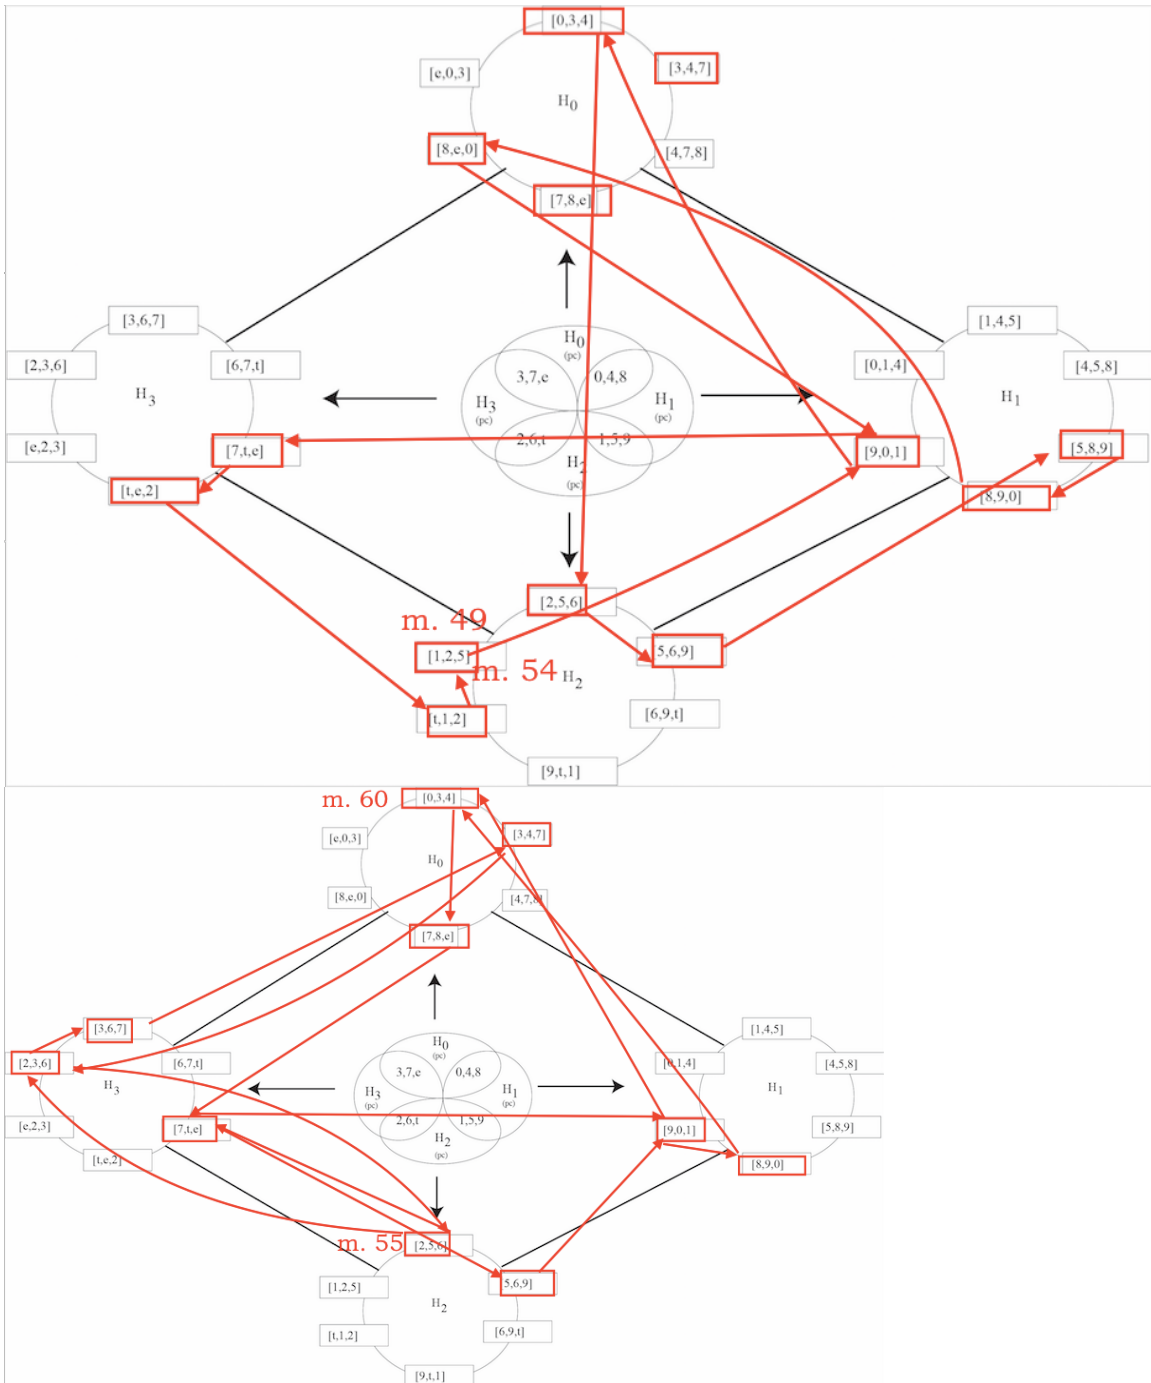 [0,3,4]
[3,4,7]
[e,0,3]
H0
[8,e,0]
[4,7,8]
[7,8,e]
[3,6,7]
[1,4,5]
H0
(pc)
[2,3,6]
[6,7,t]
3,7,e
0,4,8
[0,1,4]
[4,5,8]
H3
H3
(pc)
H1
(pc)
H1
[e,2,3]
[7,t,e]
2,6,t
1,5,9
[9,0,1]
[5,8,9]
H2
(pc)
[t,e,2]
[8,9,0]
[2,5,6]
m. 49
[1,2,5]
5,6,9]
m. 54
H2
[t,1,2]
[6,9,t]
[9,t,1]
m. 60
[0,3,4]
[e,0,3]
[3,4,7]
H0
[8,e,0]
[4,7,8]
[7,8,e]
[3,6,7]
[1,4,5]
H0
(pc)
[2,3,6]
[6,7,t]
3,7,e
0,4,8
[0,1,4]
[4,5,8]
H3
H3
(pc)
H1
(pc)
H1
[e,2,3]
[7,t,e]
2,6,t
1,5,9
[9,0,1]
[5,8,9]
H2
(pc)
[t,e,2]
[8,9,0]
m. 55
[2,5,6]
[1,2,5]
5,6,9]
H2
[t,1,2]
[6,9,t]
[9,t,1]